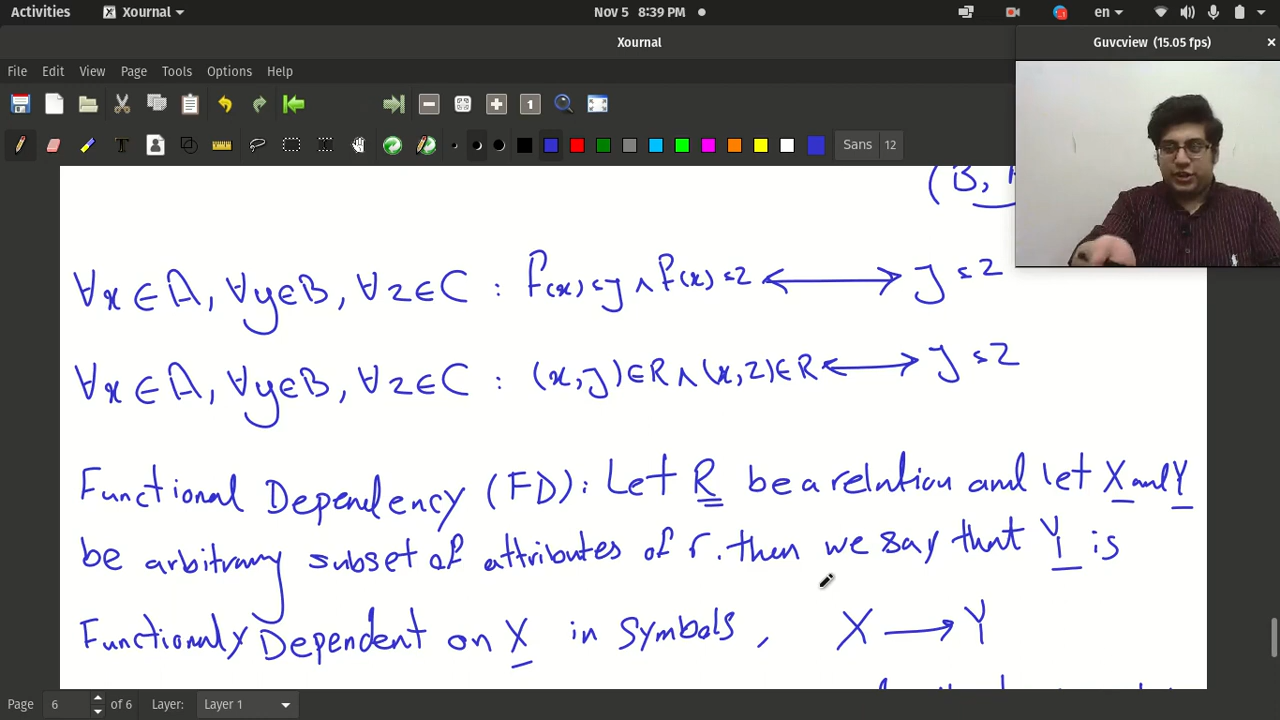 Activities Xournal Nov 5 8:39 PM en
Xournal
Guvcview (15.05 fps)
File Edit View Page Tools Options Help
Sans 12
(B,
∀x ∈ A, ∀y ∈ B, ∀z ∈ C : f(x) = y ∧ f(x) = z ⟷ y = z
∀x ∈ A, ∀y ∈ B, ∀z ∈ C : (x, y) ∈ R ∧ (x, z) ∈ R ⟷ y = z
Functional Dependency (FD): Let R be a relation and let X and Y
be arbitrary subset of attributes of r. then we say that Y is
Functionaly Dependent on X in symbols, X → Y
Page 6 of 6 Layer: Layer 1